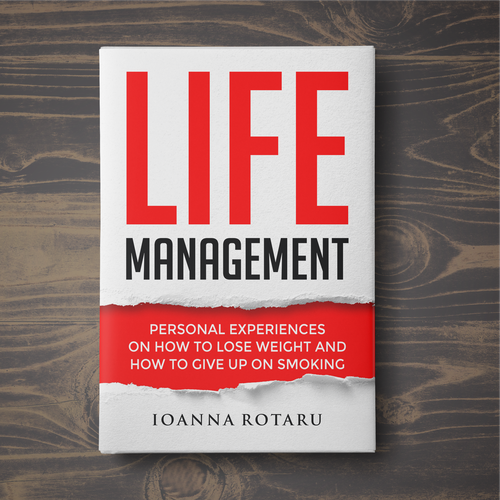 LIFE
MANAGEMENT
PERSONAL EXPERIENCES
ON HOW TO LOSE WEIGHT AND
HOW TO GIVE UP ON SMOKING
IOANNA ROTARU